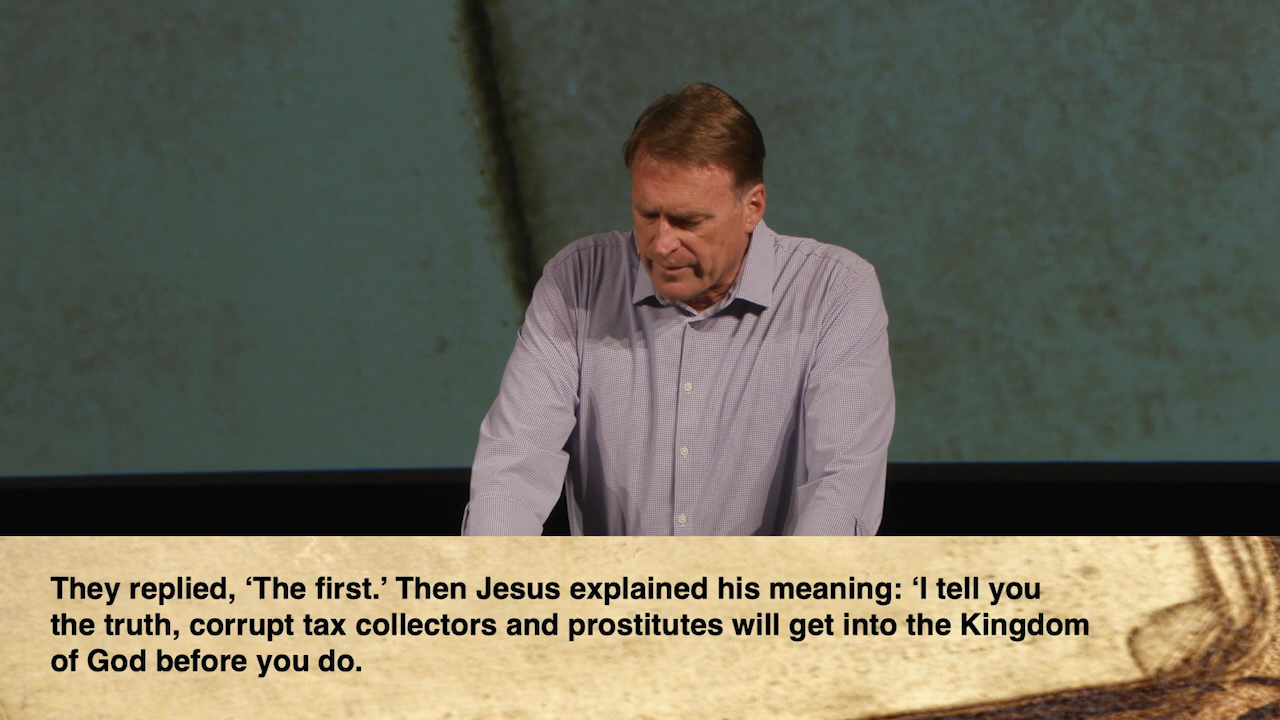 They replied, ‘The first.’ Then Jesus explained his meaning: ‘I tell you
the truth, corrupt tax collectors and prostitutes will get into the Kingdom
of God before you do.